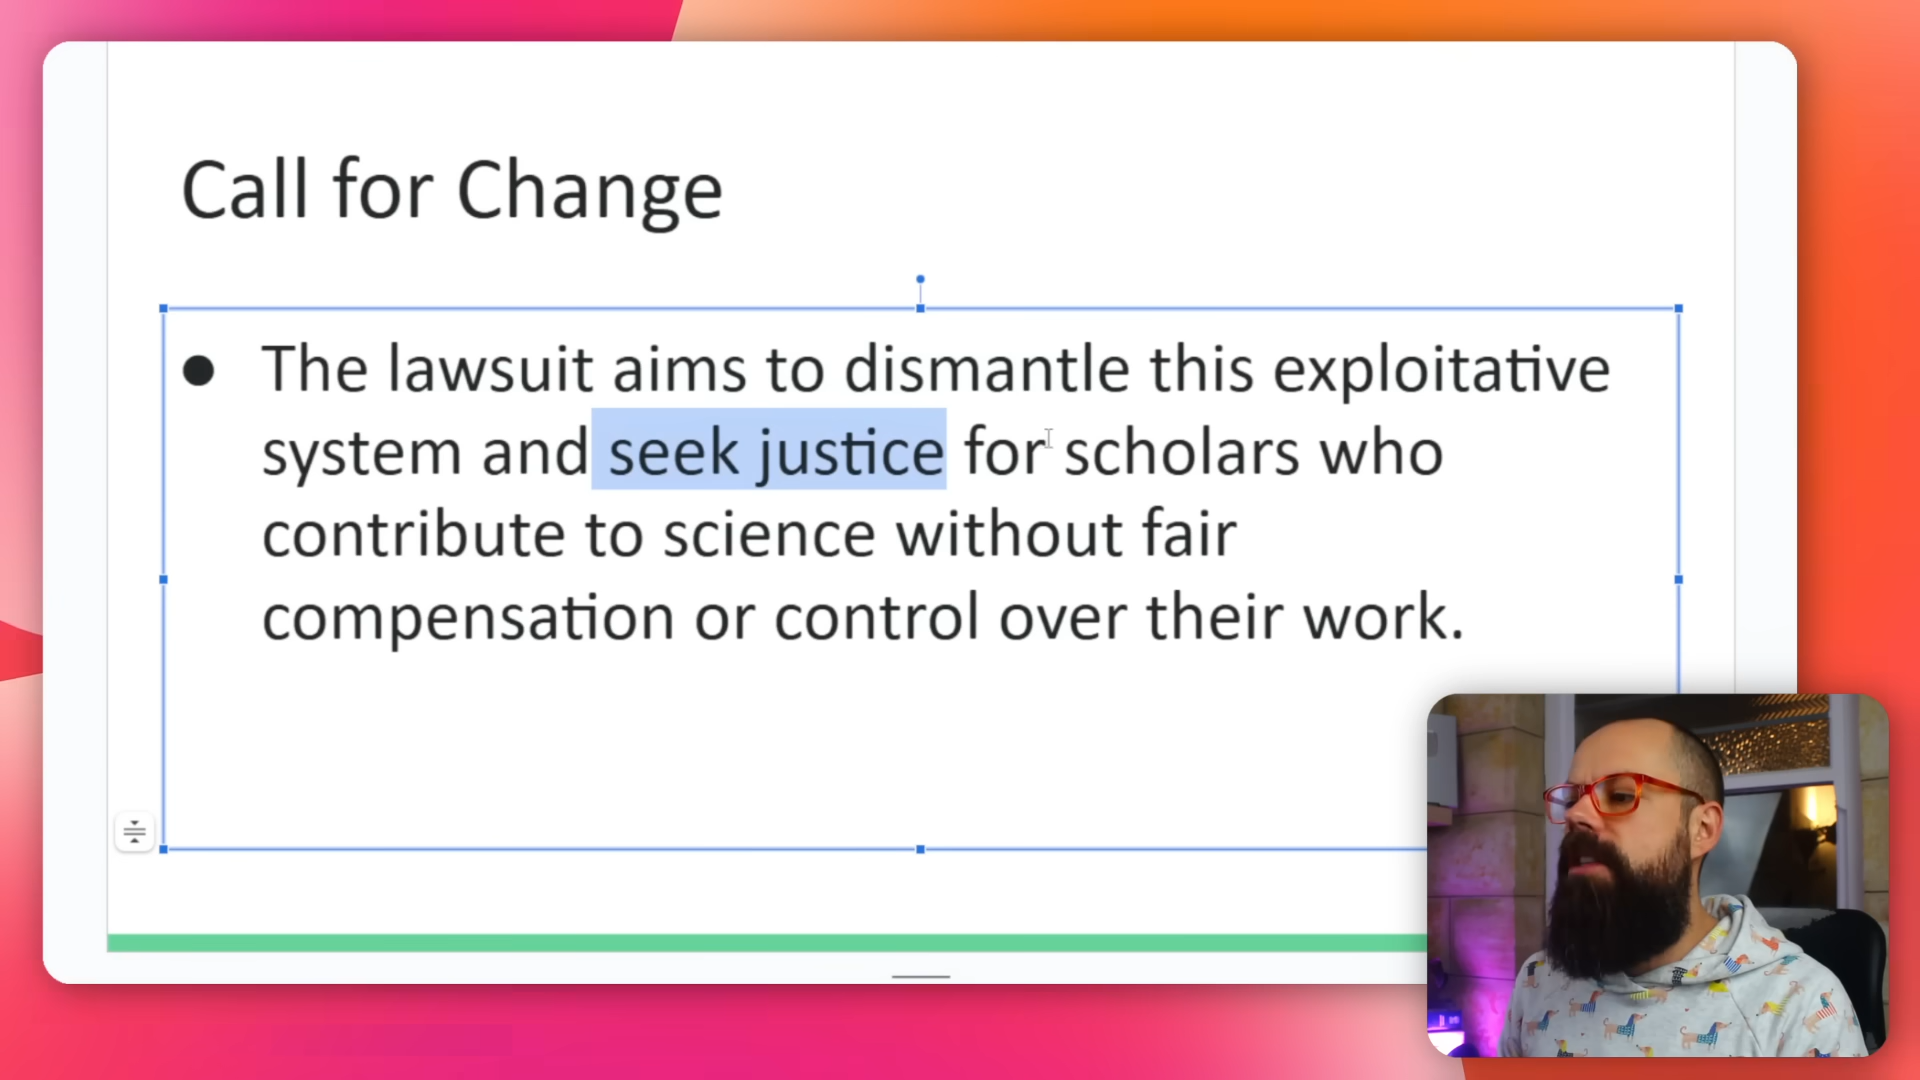 Call for Change
● The lawsuit aims to dismantle this exploitative
system and seek justice for scholars who
contribute to science without fair
compensation or control over their work.